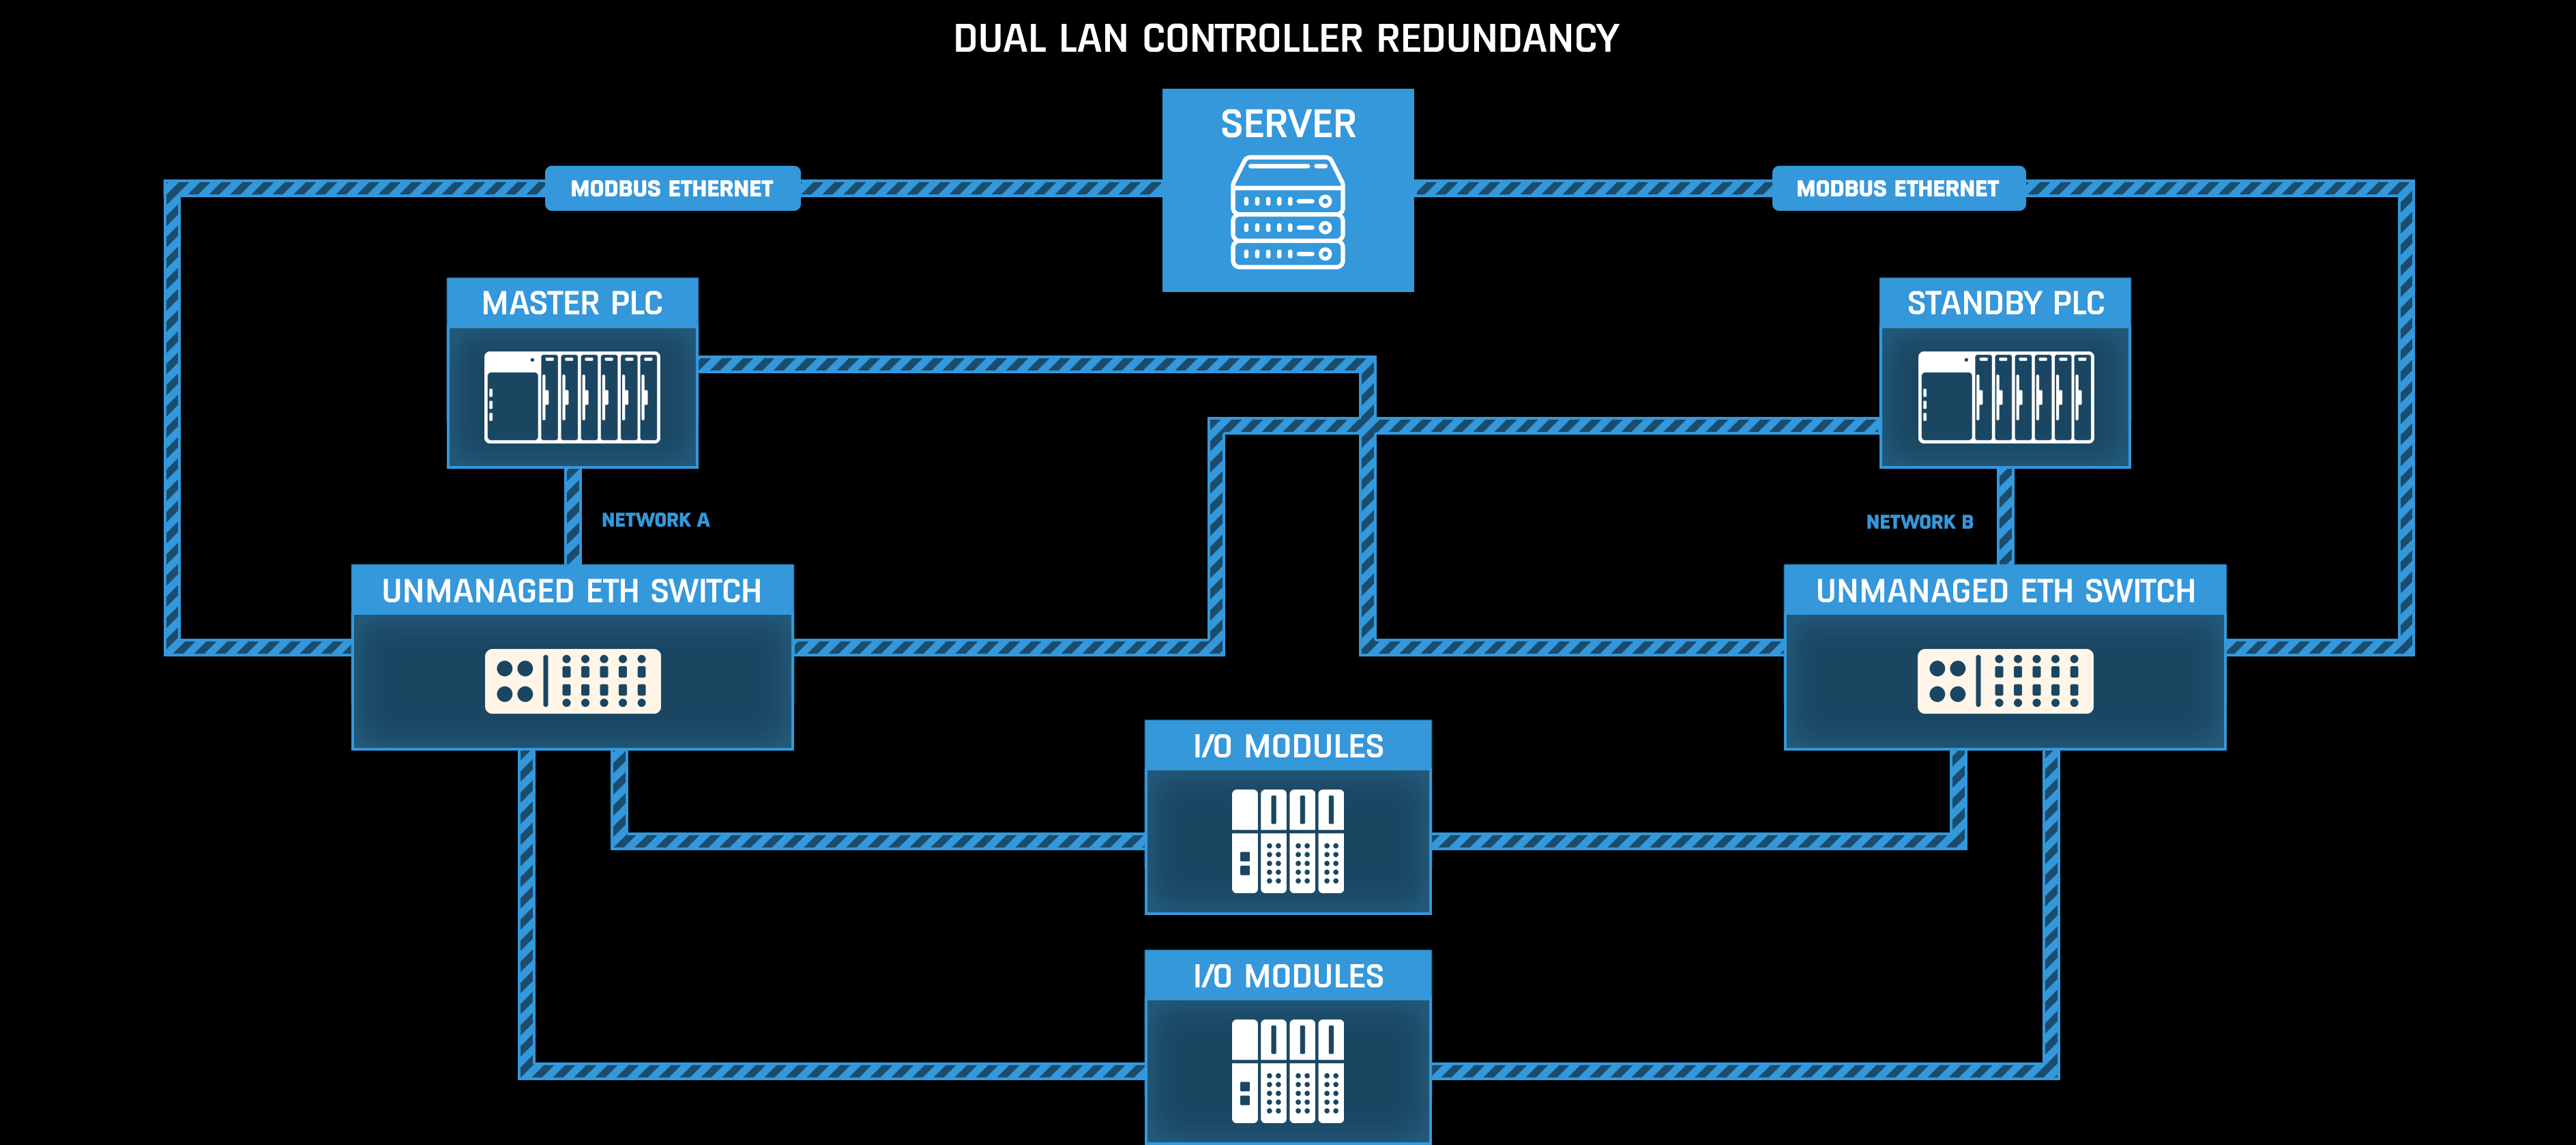 DUAL LAN CONTROLLER REDUNDANCY
SERVER
MODBUS ETHERNET
MODBUS ETHERNET
MASTER PLC
STANDBY PLC
NETWORK A
NETWORK B
UNMANAGED ETH SWITCH
UNMANAGED ETH SWITCH
I/O MODULES
I/O MODULES